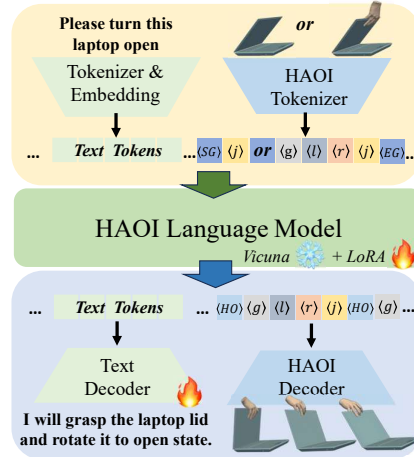 Please turn this
laptop open
or
Tokenizer &
Embedding
HAOI
Tokenizer
... Text Tokens ... ⟨SG⟩ ⟨j⟩ or ⟨g⟩ ⟨l⟩ ⟨r⟩ ⟨j⟩ ⟨EG⟩ ...
HAOI Language Model
Vicuna + LoRA
... Text Tokens ... ⟨HO⟩ ⟨g⟩ ⟨l⟩ ⟨r⟩ ⟨j⟩ ⟨HO⟩ ⟨g⟩ ...
Text
Decoder
HAOI
Decoder
I will grasp the laptop lid
and rotate it to open state.